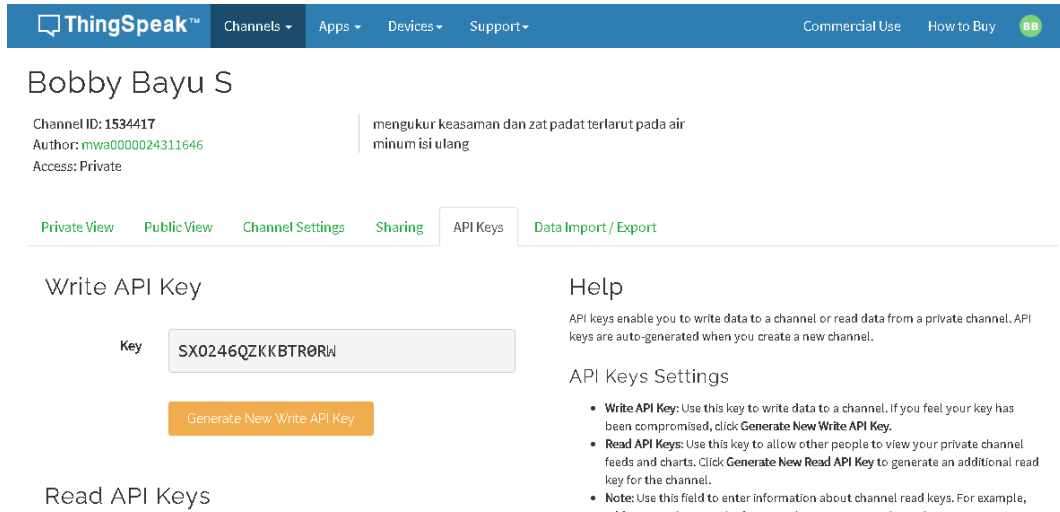 ThingSpeak™ Channels Apps Devices Support Commercial Use How to Buy BB
Bobby Bayu S
Channel ID: 1534417
Author: mwa0000024311646
Access: Private
mengukur keasaman dan zat padat terlarut pada air
minum isi ulang
Private View Public View Channel Settings Sharing API Keys Data Import / Export
Write API Key
Key SXO246QZKKBTR0RW
Generate New Write API Key
Read API Keys
Help
API keys enable you to write data to a channel or read data from a private channel. API
keys are auto-generated when you create a new channel.
API Keys Settings
• Write API Key: Use this key to write data to a channel. If you feel your key has
been compromised, click Generate New Write API Key.
• Read API Keys: Use this key to allow other people to view your private channel
feeds and charts. Click Generate New Read API Key to generate an additional read
key for the channel.
• Note: Use this field to enter information about channel read keys. For example,